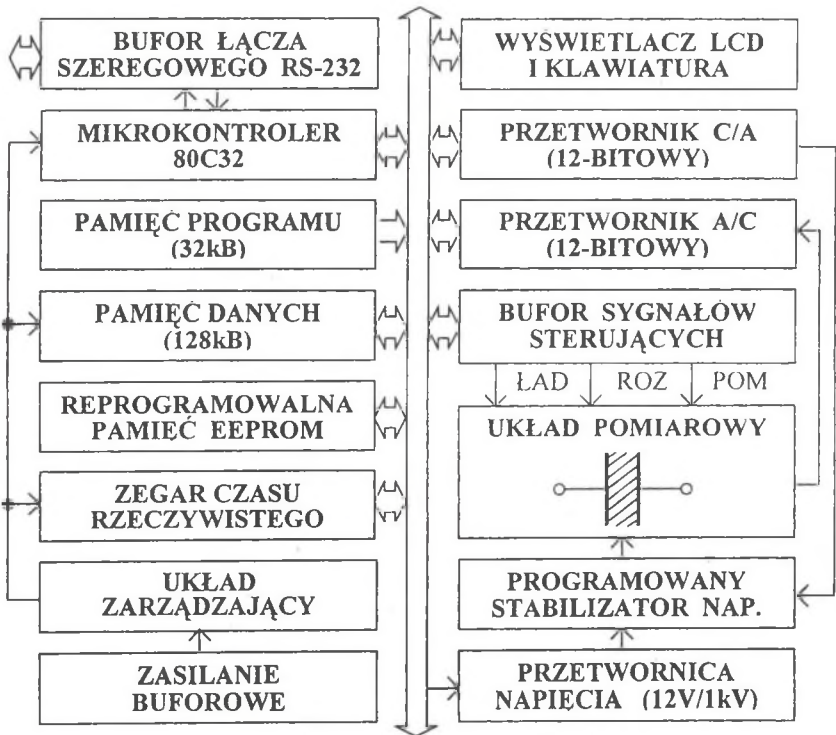 BUFOR ŁĄCZA
SZEREGOWEGO RS-232
MIKROKONTROLER
80C32
PAMIĘĆ PROGRAMU
(32kB)
PAMIĘĆ DANYCH
(128kB)
REPROGRAMOWALNA
PAMIĘĆ EEPROM
ZEGAR CZASU
RZECZYWISTEGO
UKŁAD
ZARZĄDZAJĄCY
ZASILANIE
BUFOROWE
WYŚWIETLACZ LCD
I KLAWIATURA
PRZETWORNIK C/A
(12-BITOWY)
PRZETWORNIK A/C
(12-BITOWY)
BUFOR SYGNAŁÓW
STERUJĄCYCH
ŁAD ROZ POM
UKŁAD POMIAROWY
PROGRAMOWANY
STABILIZATOR NAP.
PRZETWORNICA
NAPIĘCIA (12V/1kV)